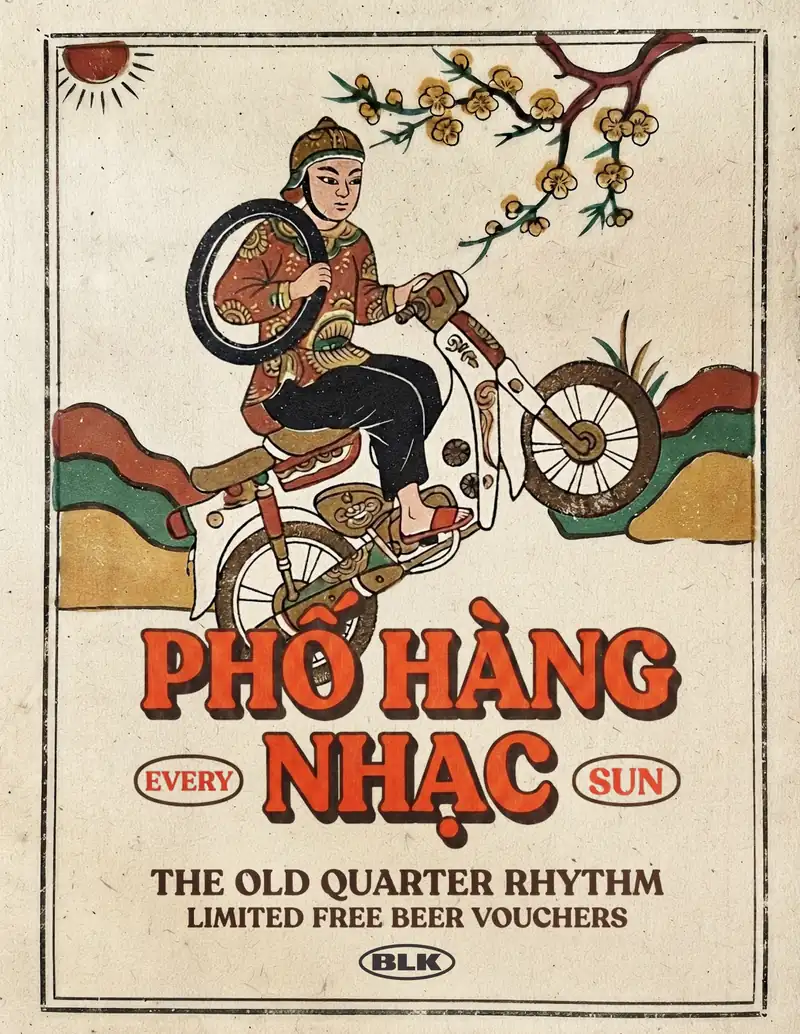 PHỐ HÀNG
EVERY NHẠC SUN
THE OLD QUARTER RHYTHM
LIMITED FREE BEER VOUCHERS
BLK